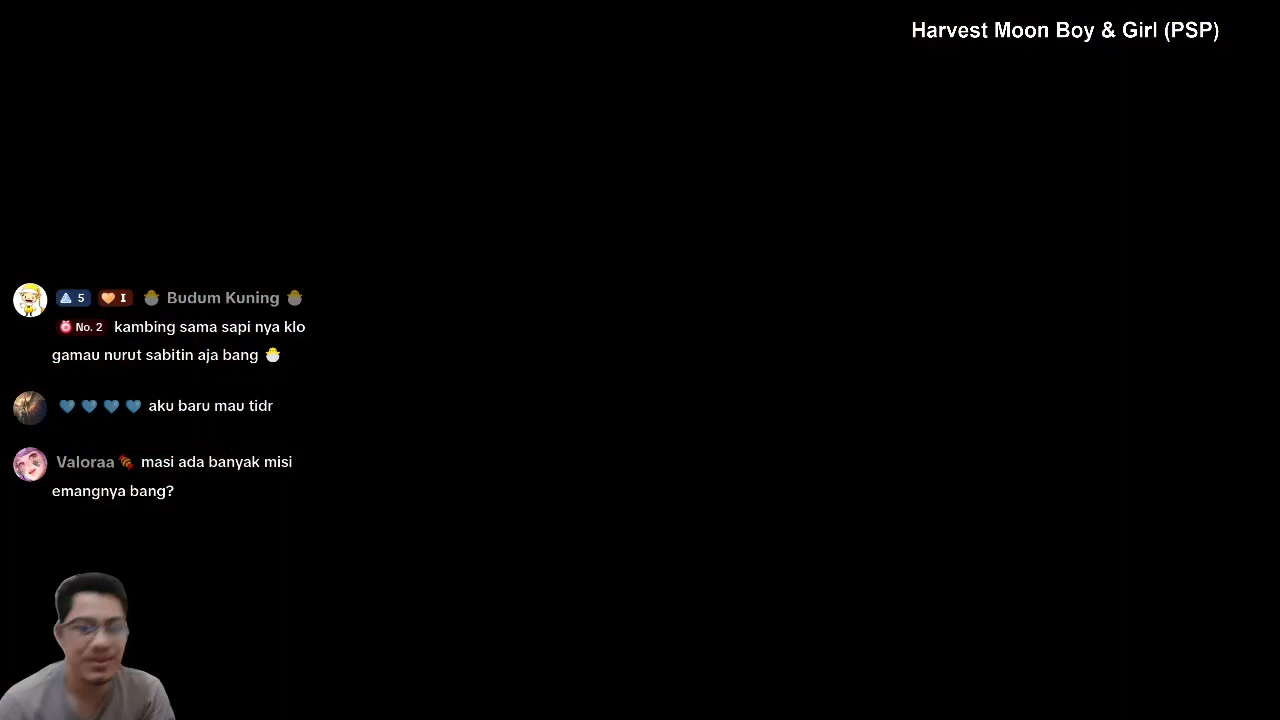 Harvest Moon Boy & Girl (PSP)
5 I Budum Kuning
No. 2 kambing sama sapi nya klo
gamau nurut sabitin aja bang
aku baru mau tidr
Valoraa masi ada banyak misi
emangnya bang?